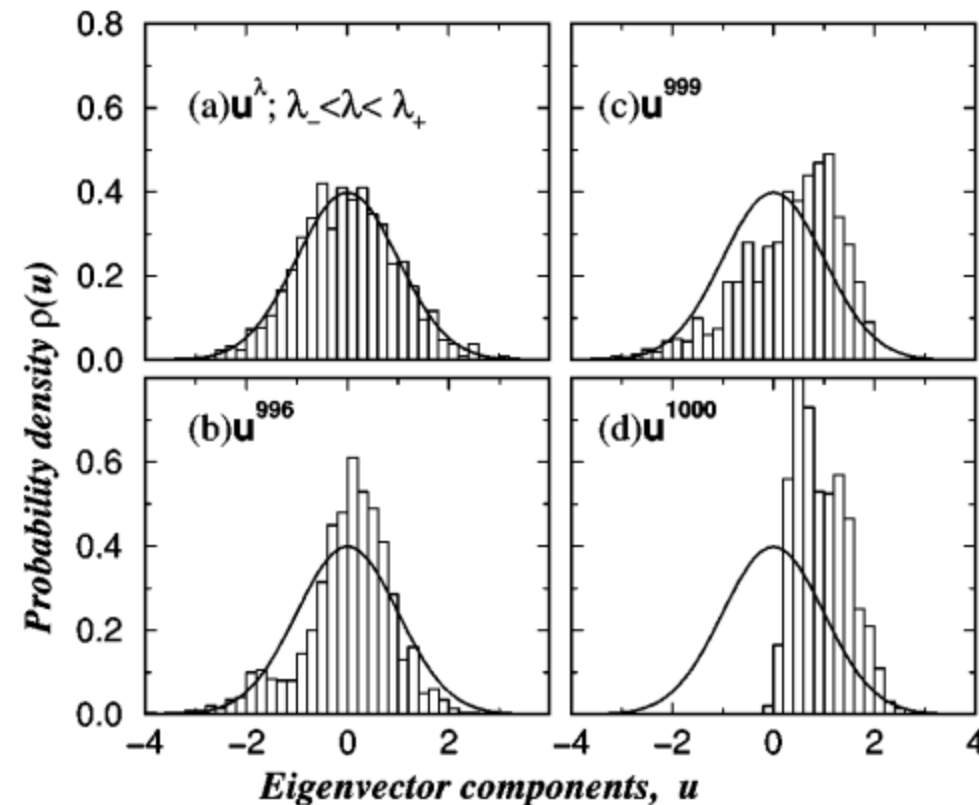 0.8
0.6
0.4
0.2
0.0
(a)u^λ; λ_-<λ< λ_+
(c)u^999
0.6
0.4
0.2
0.0
(b)u^996
(d)u^1000
−4 −2 0 2 −4 −2 0 2 4
Probability density ρ(u)
Eigenvector components, u